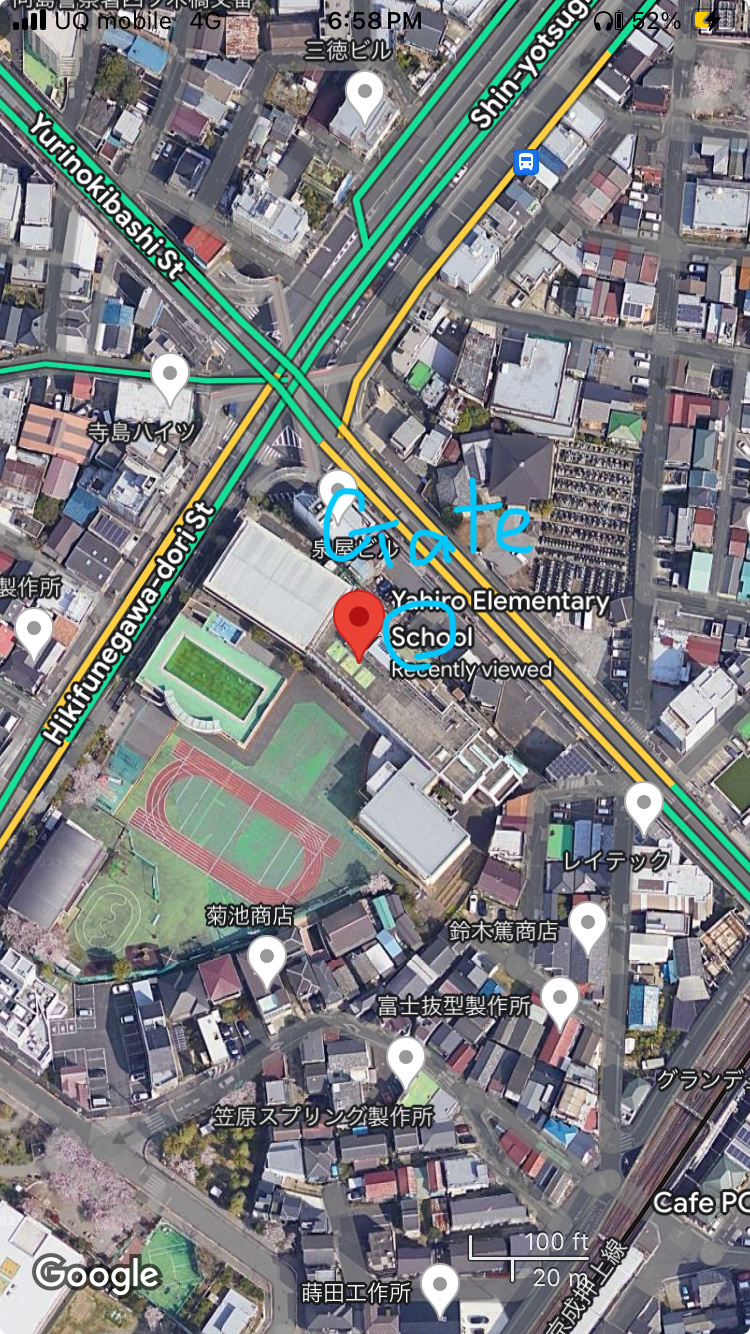 UQ mobile 4G 6:58 PM 52%
三徳ビル
Shin-yotsugi
Yurinokibashi St
寺島ハイツ
Hikifunegawa-dori St
Gate
泉屋ビル
製作所
Yahiro Elementary
School
Recently viewed
レイテック
菊池商店
鈴木篤商店
富士抜型製作所
グランデ
笠原スプリング製作所
Cafe PO
100 ft
20 m
京成押上線
Google
蒔田工作所